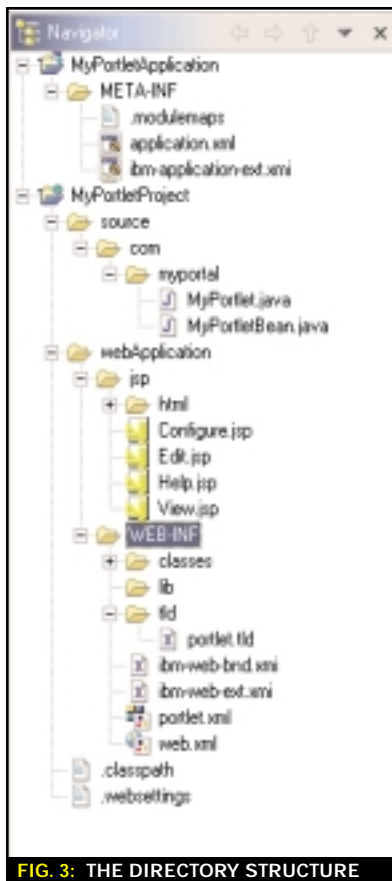 Navigator
MyPortletApplication
META-INF
.modulemaps
application.xml
ibm-application-ext.xmi
MyPortletProject
source
com
myportal
MyPortlet.java
MyPortletBean.java
webApplication
jsp
html
Configure.jsp
Edit.jsp
Help.jsp
View.jsp
WEB-INF
classes
lib
tld
portlet.tld
ibm-web-bnd.xmi
ibm-web-ext.xmi
portlet.xml
web.xml
.classpath
.websettings
FIG. 3: THE DIRECTORY STRUCTURE